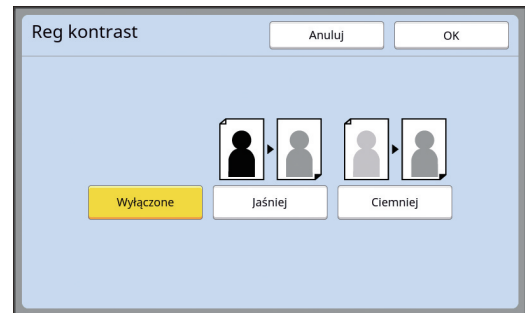 Reg kontrast
Anuluj
OK
Wyłączone
Jaśniej
Ciemniej